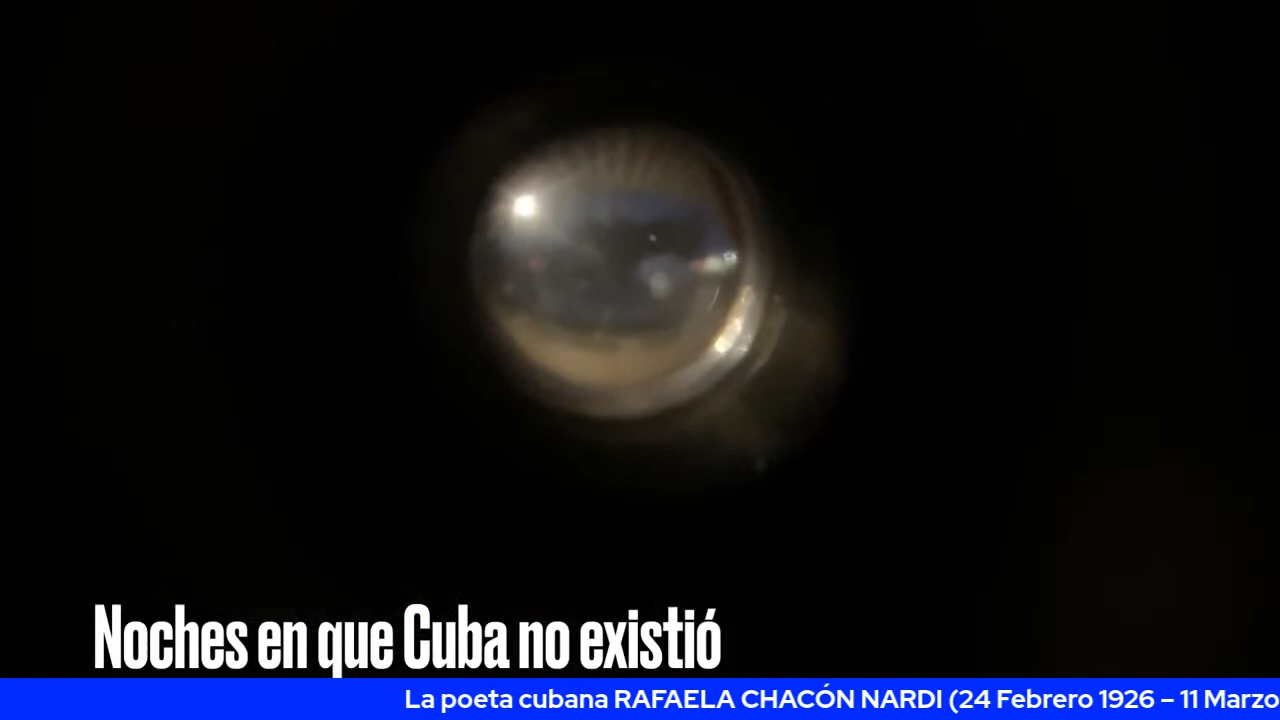 Noches en que Cuba no existió
La poeta cubana RAFAELA CHACÓN NARDI (24 Febrero 1926 – 11 Marzo